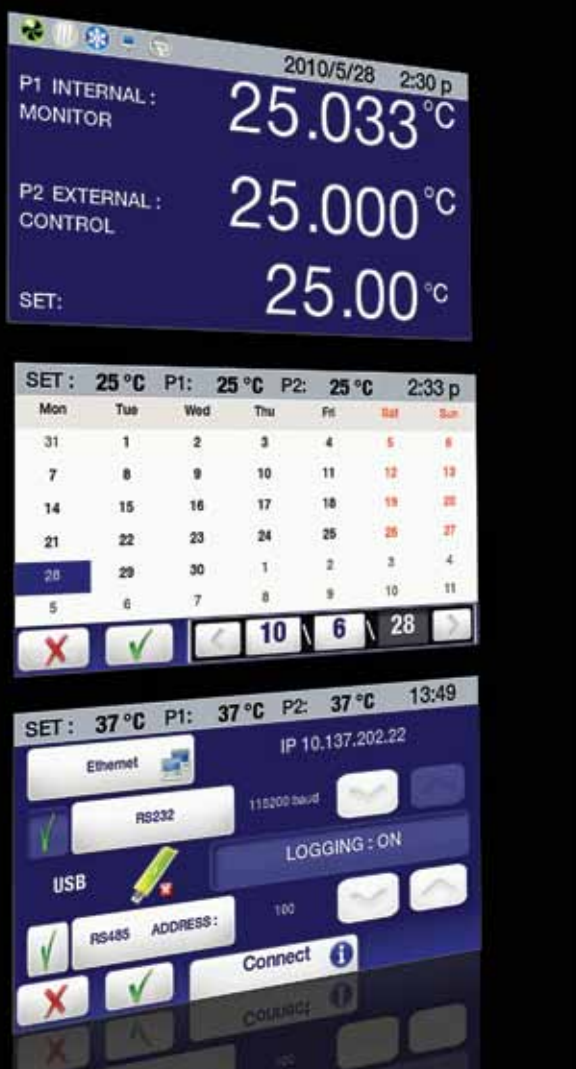 2010/5/28 2:30 p
P1 INTERNAL: 25.033 °C
MONITOR
P2 EXTERNAL: 25.000 °C
CONTROL
SET: 25.00 °C
SET: 25 °C P1: 25 °C P2: 25 °C 2:33 p
Mon Tue Wed Thu Fri Sat Sun
31 1 2 3 4 5 6
7 8 9 10 11 12 13
14 15 16 17 18 19 20
21 22 23 24 25 26 27
28 29 30 1 2 3 4
5 6 7 8 9 10 11
10 \ 6 \ 28
SET: 37 °C P1: 37 °C P2: 37 °C 13:49
Ethernet IP 10.137.202.22
RS232 115200 baud
USB LOGGING : ON
RS485 ADDRESS: 100
Connect